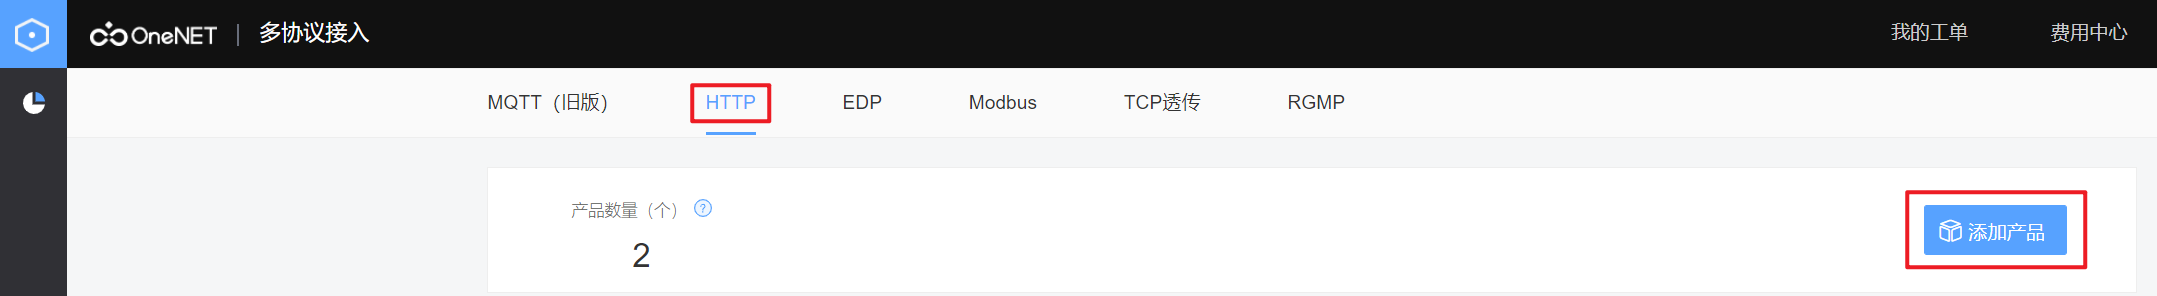 OneNET | 多协议接入 我的工单 费用中心
MQTT（旧版） HTTP EDP Modbus TCP透传 RGMP
产品数量（个） ?
2
添加产品